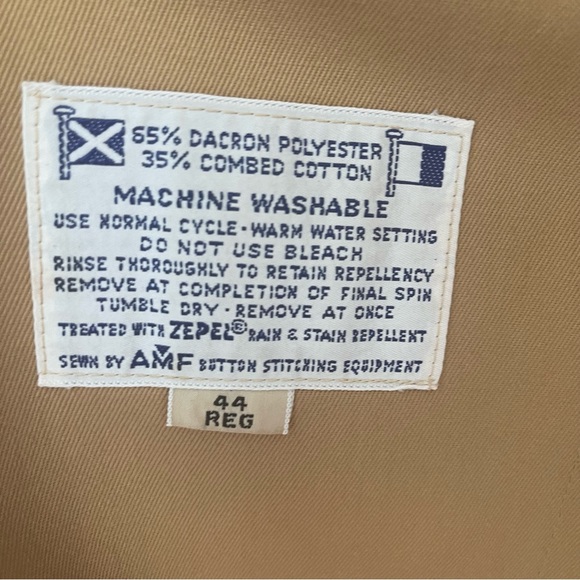 65% DACRON POLYESTER
35% COMBED COTTON
MACHINE WASHABLE
USE NORMAL CYCLE·WARM WATER SETTING
DO NOT USE BLEACH
RINSE THOROUGHLY TO RETAIN REPELLENCY
REMOVE AT COMPLETION OF FINAL SPIN
TUMBLE DRY·REMOVE AT ONCE
TREATED WITH ZEPEL® RAIN & STAIN REPELLENT
SEWN BY AMF BUTTON STITCHING EQUIPMENT
44
REG